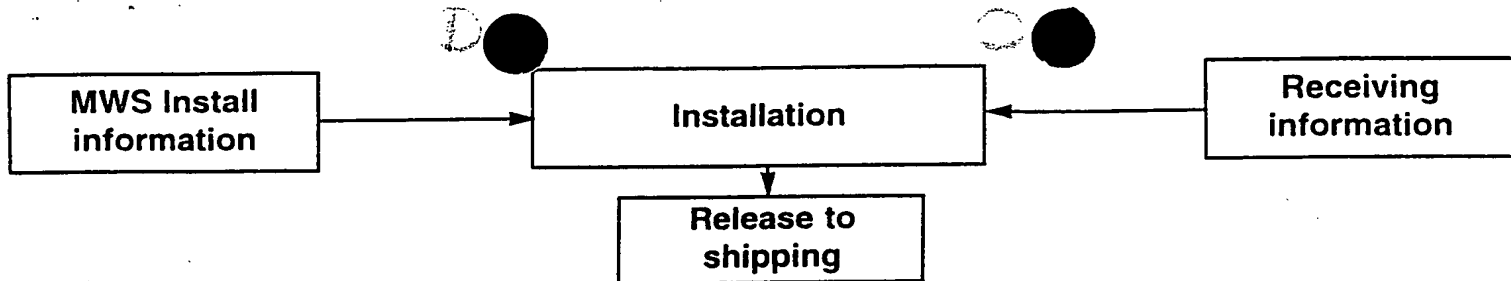 MWS Install
information
Installation
Receiving
information
Release to
shipping